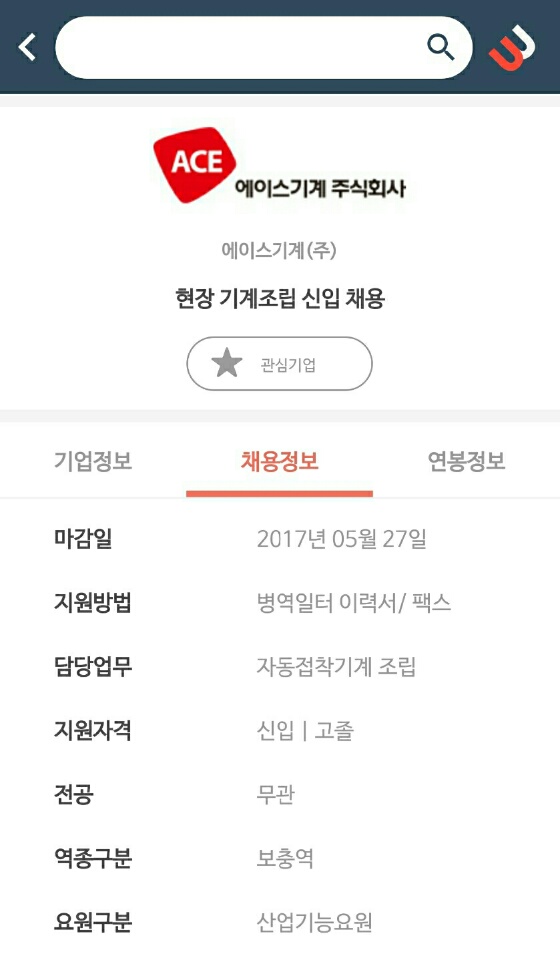 ACE
에이스기계 주식회사
에이스기계(주)
현장 기계조립 신입 채용
관심기업
기업정보 채용정보 연봉정보
마감일 2017년 05월 27일
지원방법 병역일터 이력서/ 팩스
담당업무 자동접착기계 조립
지원자격 신입 | 고졸
전공 무관
역종구분 보충역
요원구분 산업기능요원